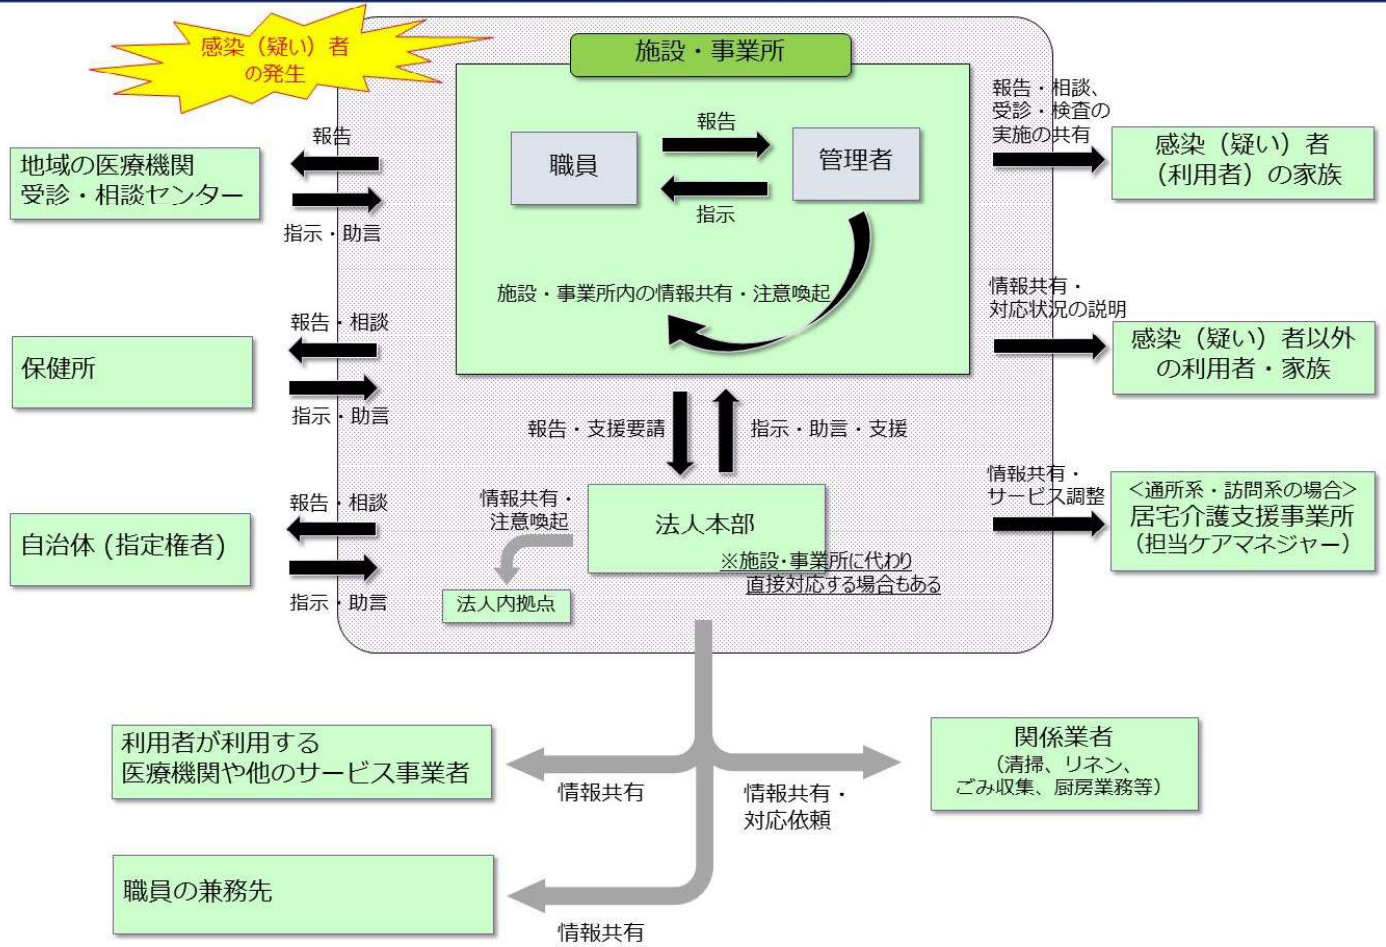 感染（疑い）者
の発生
施設・事業所
報告
職員
管理者
指示
施設・事業所内の情報共有・注意喚起
報告
地域の医療機関
受診・相談センター
指示・助言
報告・相談
保健所
指示・助言
報告・相談
自治体 (指定権者)
指示・助言
報告・相談、
受診・検査の
実施の共有
感染（疑い）者
（利用者）の家族
情報共有・
対応状況の説明
感染（疑い）者以外
の利用者・家族
情報共有・
サービス調整
＜通所系・訪問系の場合＞
居宅介護支援事業所
（担当ケアマネジャー）
報告・支援要請
指示・助言・支援
情報共有・
注意喚起
法人本部
※施設・事業所に代わり
直接対応する場合もある
法人内拠点
利用者が利用する
医療機関や他のサービス事業者
情報共有
情報共有・
対応依頼
関係業者
（清掃、リネン、
ごみ収集、厨房業務等）
職員の兼務先
情報共有